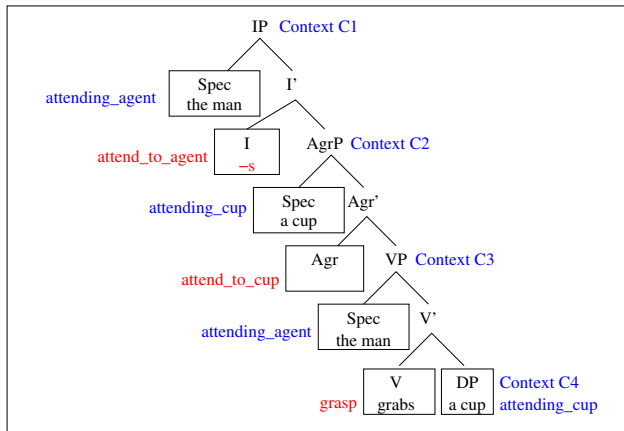 IP Context C1
attending_agent Spec I’
the man
attend_to_agent I AgrP Context C2
–s
attending_cup Spec Agr’
a cup
attend_to_cup Agr VP Context C3
attending_agent Spec V’
the man
V DP Context C4
grasp grabs a cup attending_cup